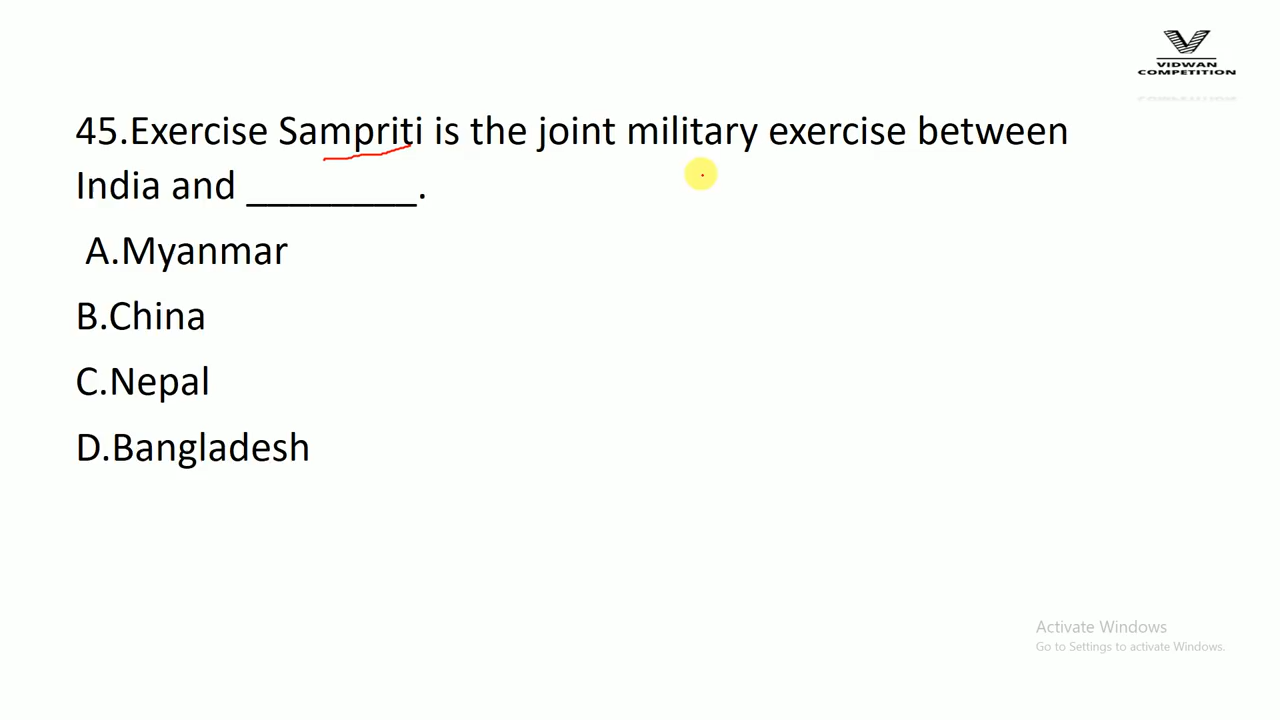 VIDWAN
COMPETITION
45.Exercise Sampriti is the joint military exercise between
India and ________.
A.Myanmar
B.China
C.Nepal
D.Bangladesh
Activate Windows
Go to Settings to activate Windows.